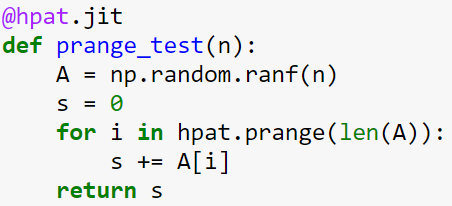 @hpat.jit
def prange_test(n):
    A = np.random.ranf(n)
    s = 0
    for i in hpat.prange(len(A)):
        s += A[i]
    return s